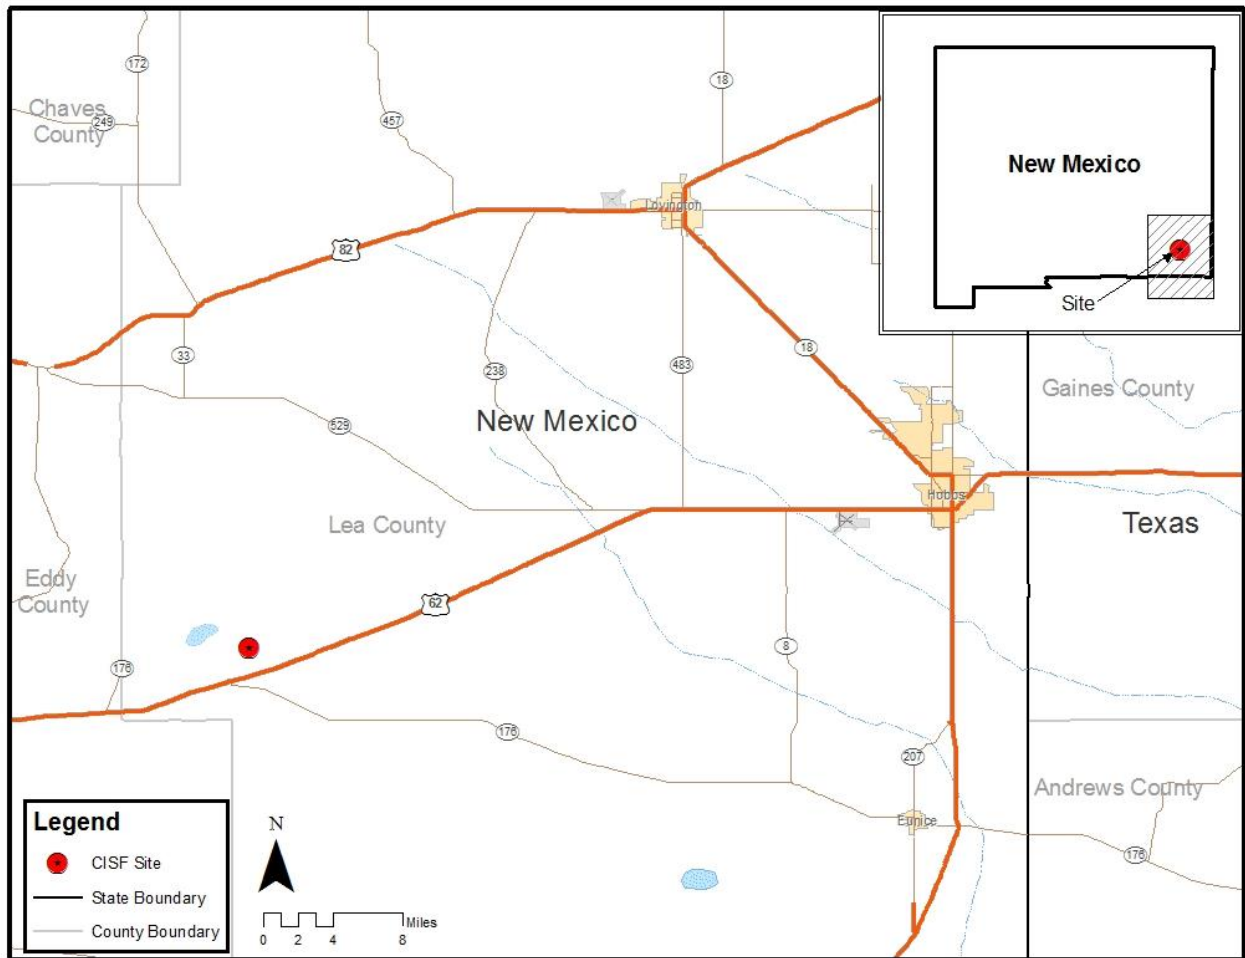 172
18
Chaves
County
249
457
New Mexico
Lovington
82
Site
33
238
483
18
Gaines County
529
New Mexico
Hobbs
Lea County
Texas
Eddy
County
62
8
176
176
207
Andrews County
Eunice
176
Legend
CISF Site
State Boundary
County Boundary
N
0 2 4 8 Miles